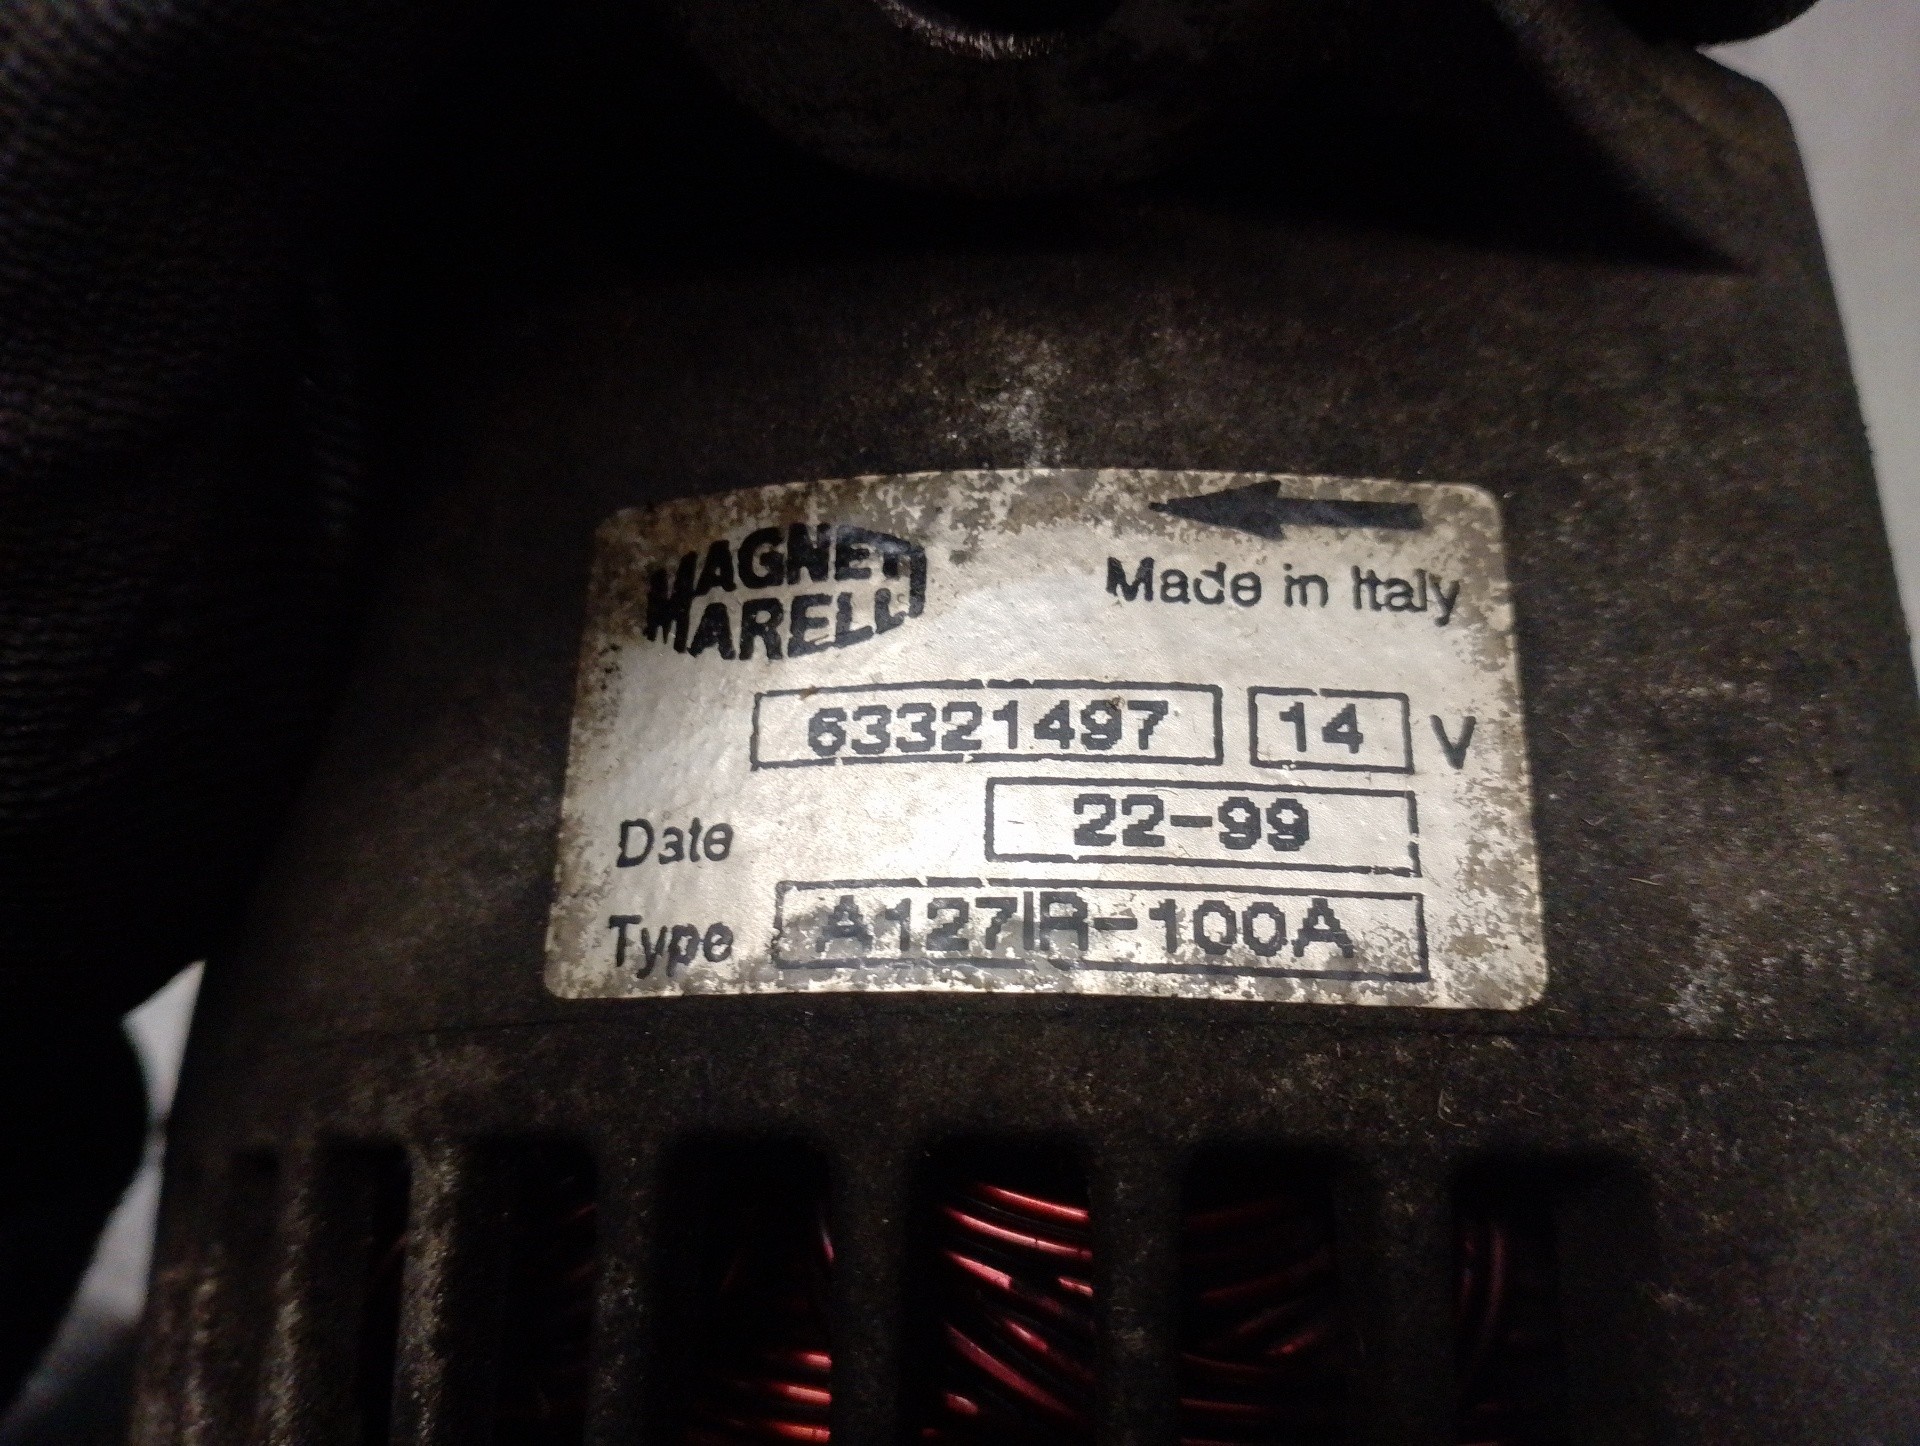 MAGNETI
MARELLI
Made in Italy
63321497 14 V
Date 22-99
Type A127IR-100A